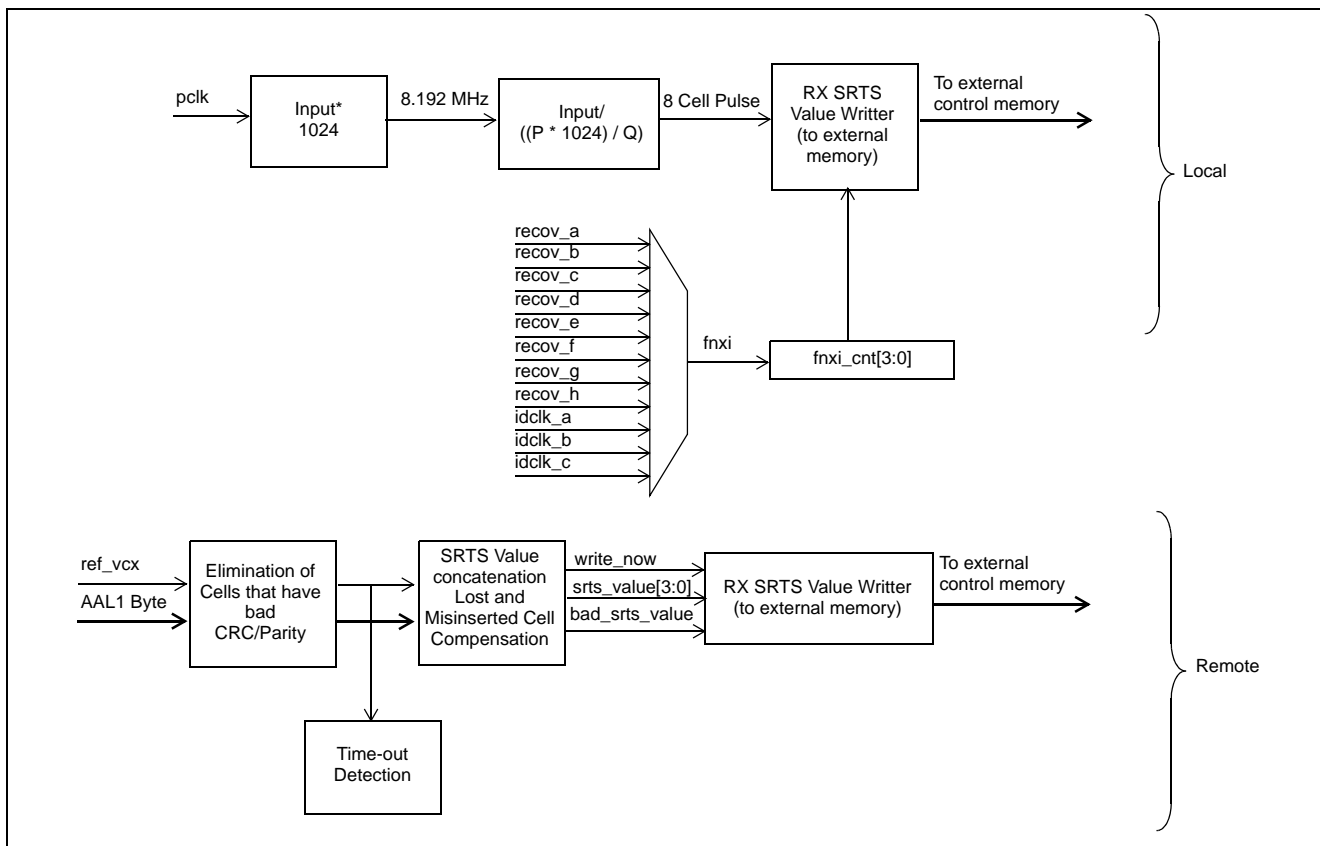 pclk
Input*
1024
8.192 MHz
Input/
((P * 1024) / Q)
8 Cell Pulse
RX SRTS
Value Writter
(to external
memory)
To external
control memory
Local
recov_a
recov_b
recov_c
recov_d
recov_e
recov_f
recov_g
recov_h
idclk_a
idclk_b
idclk_c
fnxi
fnxi_cnt[3:0]
ref_vcx
AAL1 Byte
Elimination of
Cells that have
bad
CRC/Parity
SRTS Value
concatenation
Lost and
Misinserted Cell
Compensation
write_now
srts_value[3:0]
bad_srts_value
RX SRTS Value Writter
(to external memory)
To external
control memory
Remote
Time-out
Detection